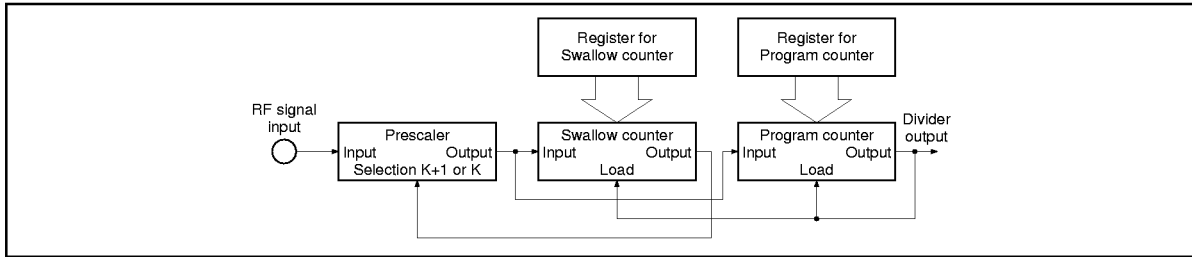 Register for
Swallow counter
Register for
Program counter
RF signal
input
Prescaler
Input Output
Selection K+1 or K
Swallow counter
Input Output
Load
Program counter
Input Output
Load
Divider
output